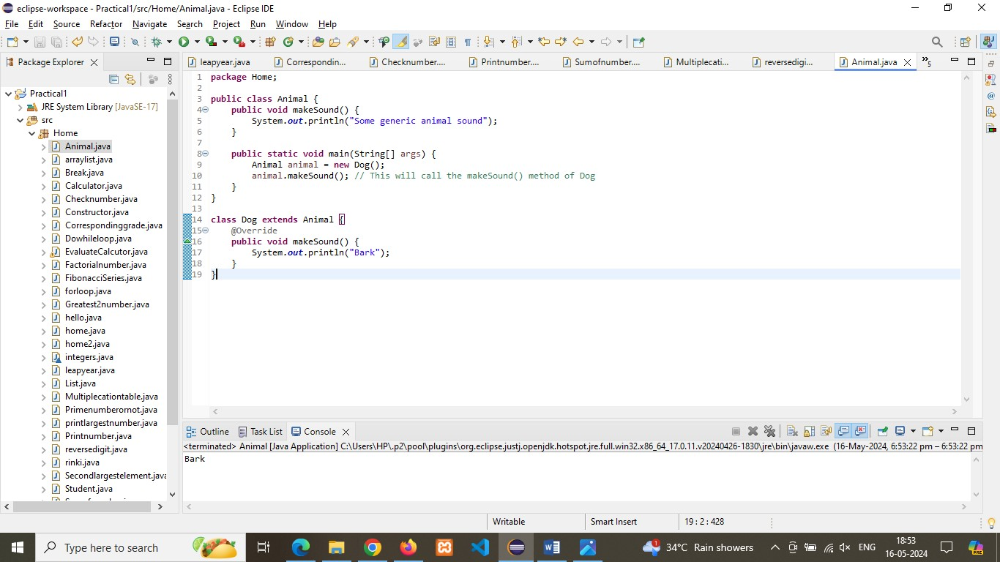 eclipse-workspace - Practical1/src/Home/Animal.java - Eclipse IDE
File Edit Source Refactor Navigate Search Project Run Window Help
Package Explorer
leapyear.java Correspondin... Checknumber.... Printnumber.... Sumofnumber.... Multiplecati... reversedigi... Animal.java »5
Practical1
JRE System Library [JavaSE-17]
src
Home
Animal.java
arraylist.java
Break.java
Calculator.java
Checknumber.java
Constructor.java
Correspondinggrade.java
Dowhileloop.java
EvaluateCalcutor.java
Factorialnumber.java
FibonacciSeries.java
forloop.java
Greatest2number.java
hello.java
home.java
home2.java
integers.java
leapyear.java
List.java
Multiplecationtable.java
Primenumberornot.java
printlargestnumber.java
Printnumber.java
reversedigit.java
rinki.java
Secondlargestelement.java
Student.java
1 package Home;
2
3 public class Animal {
4 public void makeSound() {
5 System.out.println("Some generic animal sound");
6 }
7
8 public static void main(String[] args) {
9 Animal animal = new Dog();
10 animal.makeSound(); // This will call the makeSound() method of Dog
11 }
12 }
13
14 class Dog extends Animal {
15 @Override
16 public void makeSound() {
17 System.out.println("Bark");
18 }
19 }
Outline Task List Console
<terminated> Animal [Java Application] C:\Users\HP\.p2\pool\plugins\org.eclipse.justj.openjdk.hotspot.jre.full.win32.x86_64_17.0.11.v20240426-1830\jre\bin\javaw.exe (16-May-2024, 6:53:22 pm – 6:53:22 pm
Bark
Writable Smart Insert 19 : 2 : 428
Type here to search 1 34°C Rain showers ENG 18:53
16-05-2024
PRE